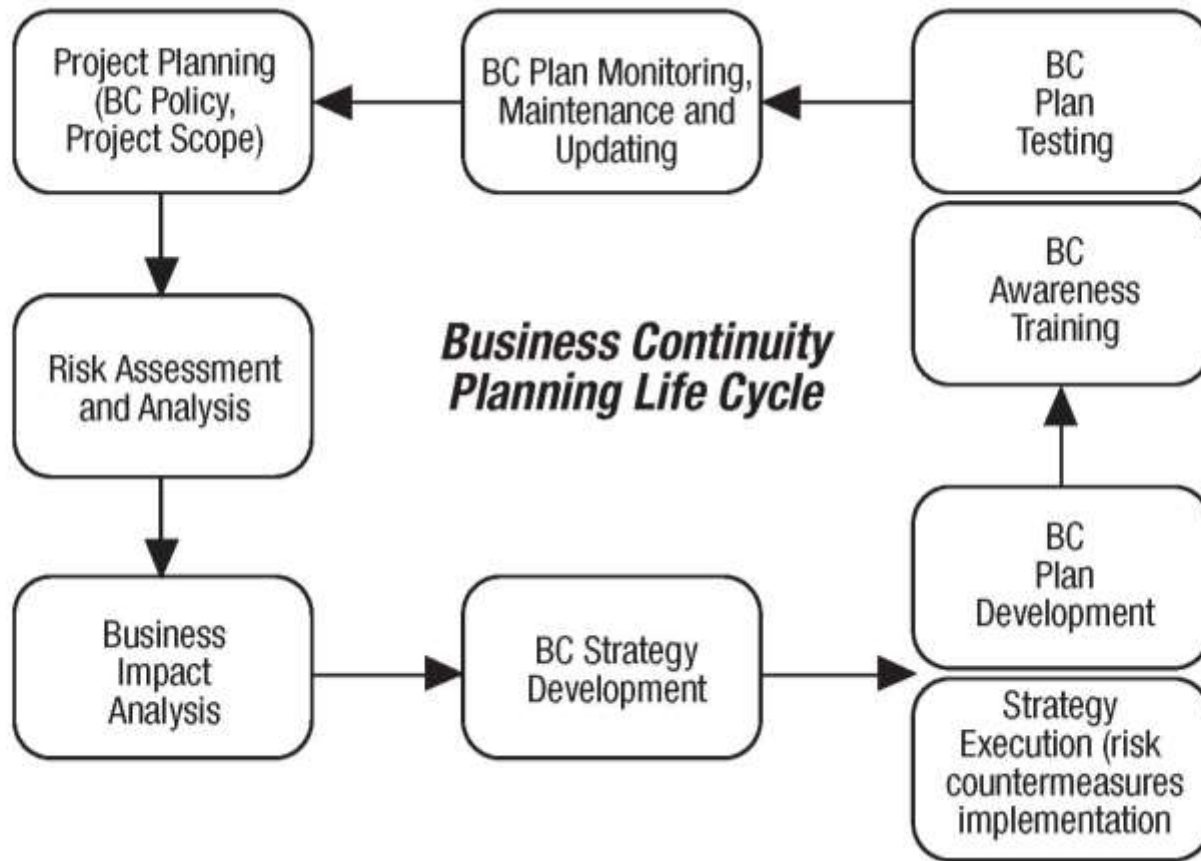 Project Planning
(BC Policy,
Project Scope)
BC Plan Monitoring,
Maintenance and
Updating
BC
Plan
Testing
BC
Awareness
Training
Risk Assessment
and Analysis
Business Continuity
Planning Life Cycle
BC
Plan
Development
Business
Impact
Analysis
BC Strategy
Development
Strategy
Execution (risk
countermeasures
implementation